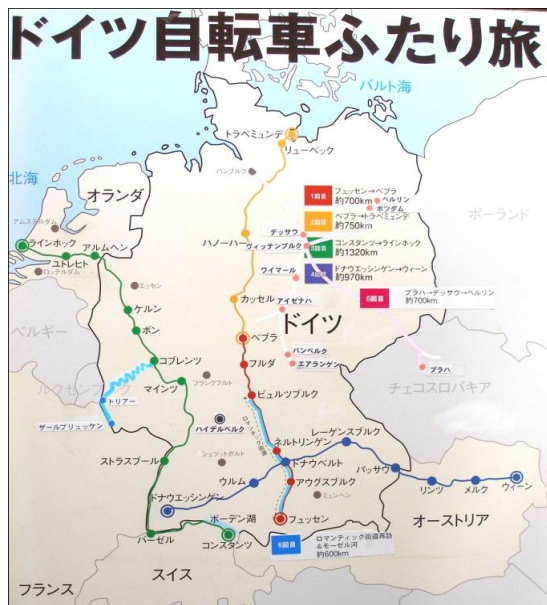 ドイツ自転車ふたり旅
バルト海
トラベミュンデ
リューベック
ハンブルク
北海
オランダ
1回目
フュッセン→ベブラ
約700km
ベルリン
ポツダム
ポーランド
アムステルダム
2回目
ベブラ→トラベミュンデ
約750km
デッサウ
ラインホック
アルムヘン
ハノーハー
ヴィッテンブルク
3回目
コンスタンツ→ラインホック
約1320km
ユトレヒト
ロッテルダム
ワイマール
4回目
ドナウエッシンゲン→ウィーン
約970km
エッセン
カッセル
アイゼナハ
5回目
プラハ→デッサウ→ベルリン
約700km
ケルン
ドイツ
ベルギー
ボン
ベブラ
バンベルク
コブレンツ
フルダ
エアランゲン
プラハ
ルクセンブルク
マインツ
フランクフルト
チェコスロバキア
トリアー
ビュルツブルク
ザールブリュッケン
ハイデルベルク
ネルトリンゲン
レーゲンスブルク
ストラスブール
シュツットガルト
ドナウベルト
パッサウ
ウルム
アウグスブルク
リンツ
メルク
ウィーン
ドナウエッシンゲン
ミュンヘン
ボーデン湖
フュッセン
オーストリア
バーゼル
コンスタンツ
6回目
ロマンティック街道再訪
&モーゼル河
約600km
フランス
スイス